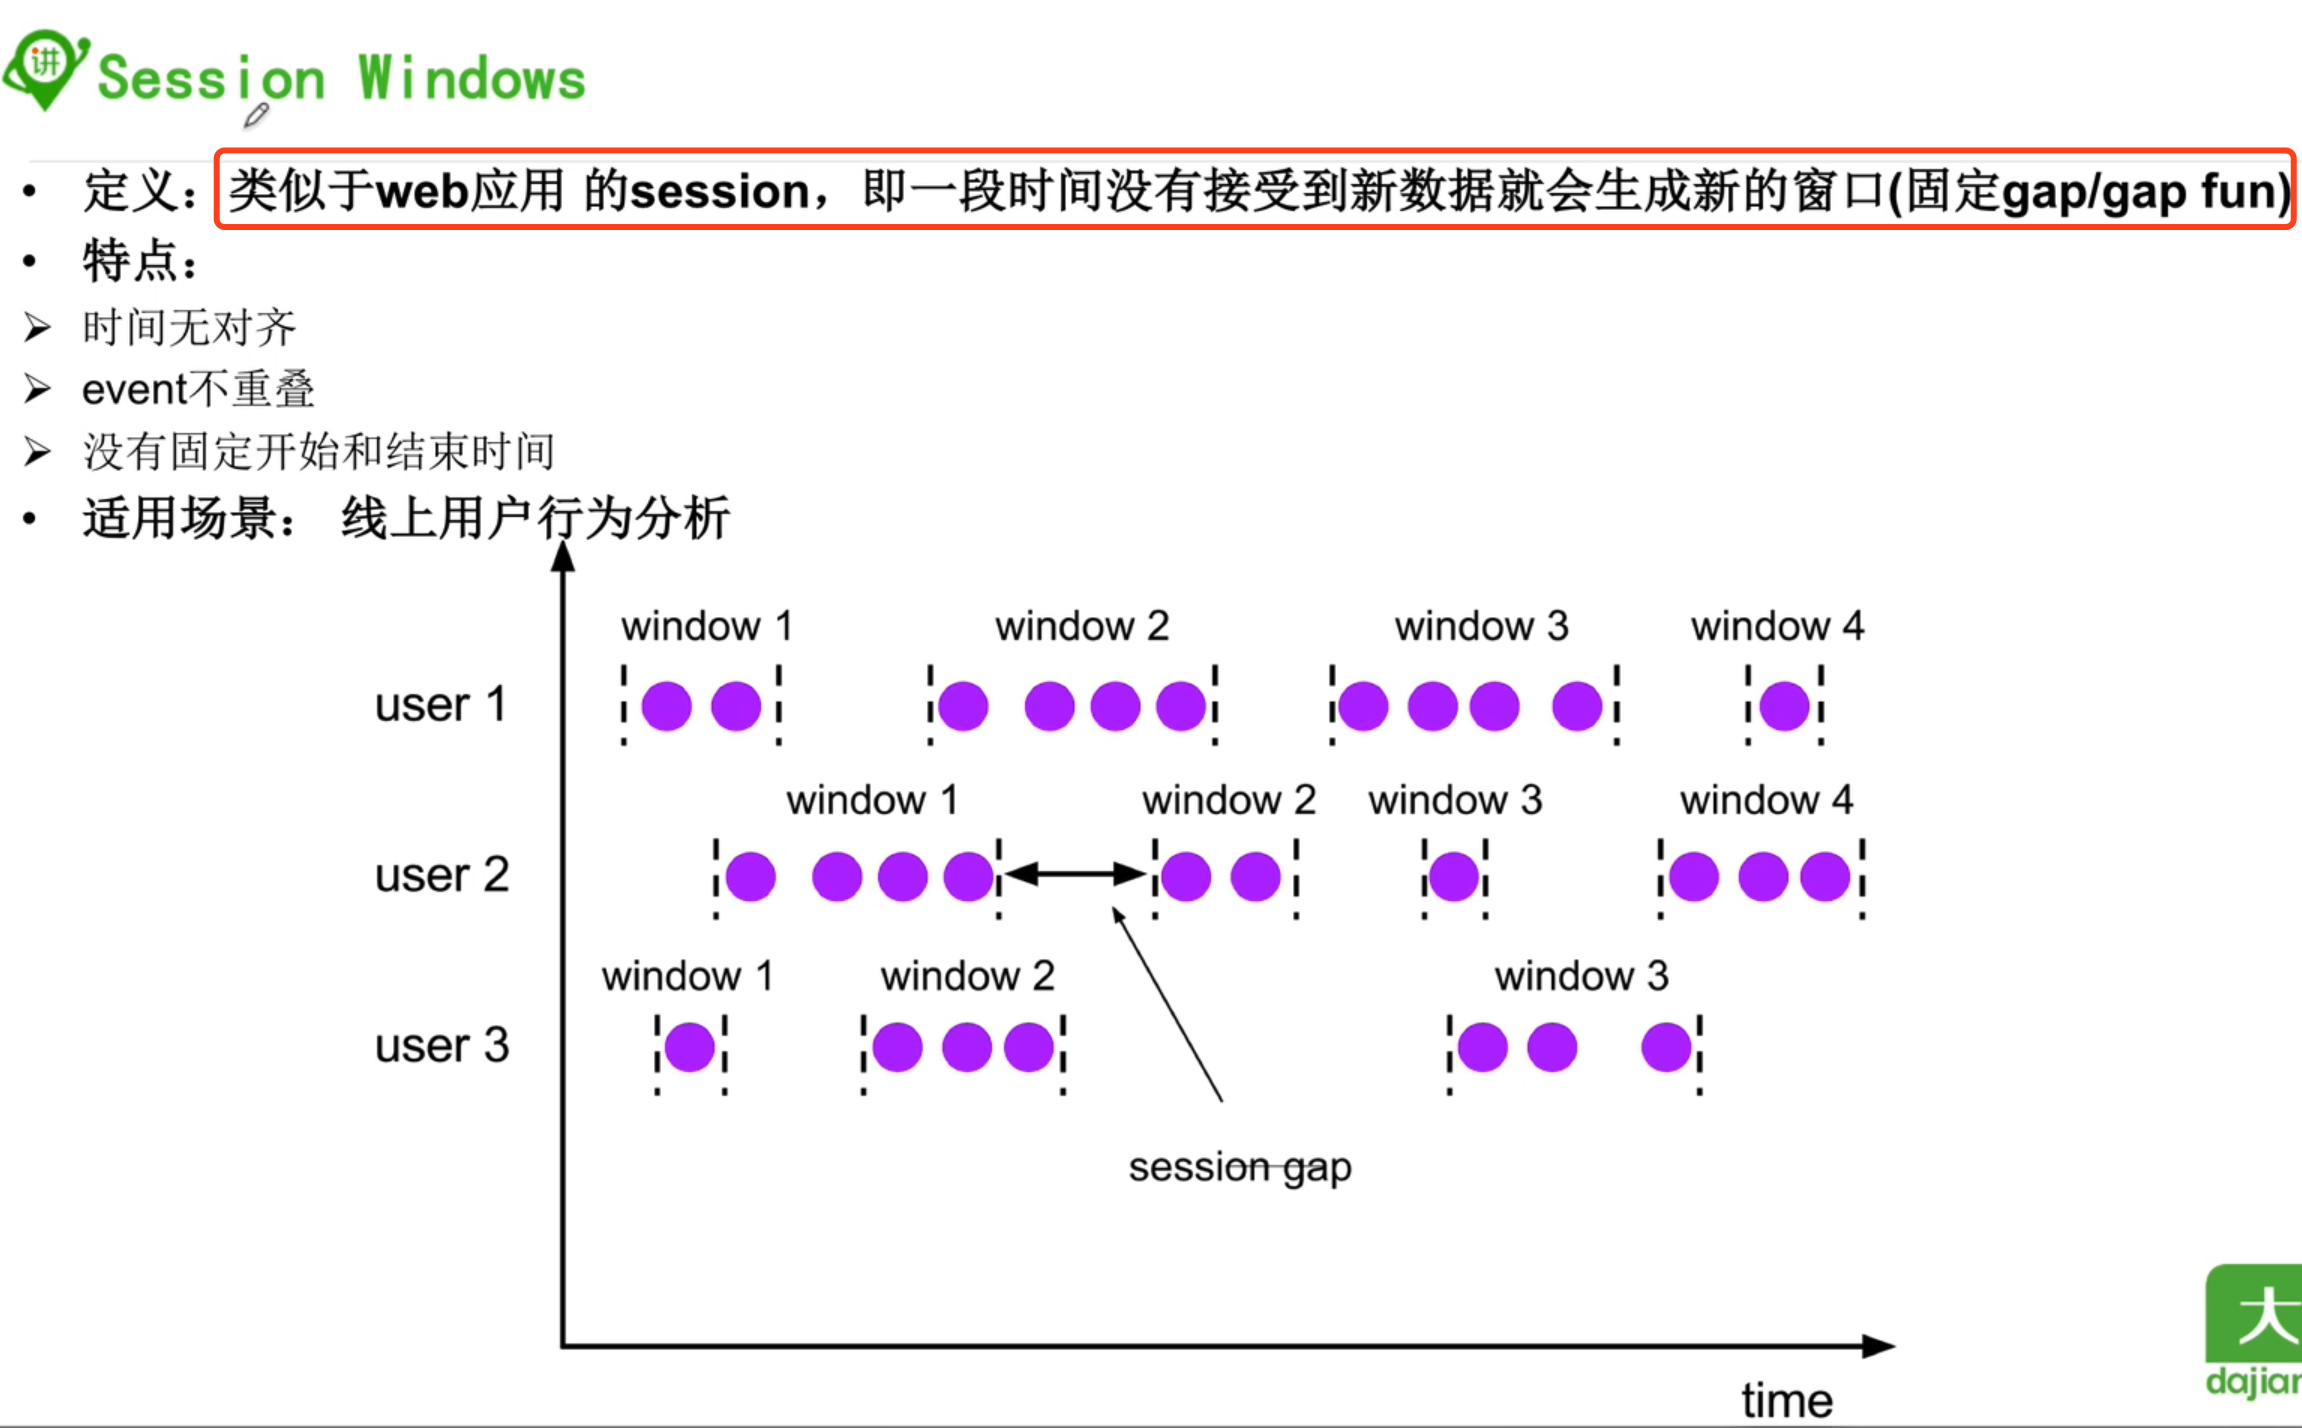 讲
Session Windows
• 定义：类似于web应用 的session，即一段时间没有接受到新数据就会生成新的窗口(固定gap/gap fun)
• 特点：
➢ 时间无对齐
➢ event不重叠
➢ 没有固定开始和结束时间
• 适用场景： 线上用户行为分析
window 1 window 2 window 3 window 4
user 1
window 1 window 2 window 3 window 4
user 2
window 1 window 2 window 3
user 3
session gap
time
大
dajian